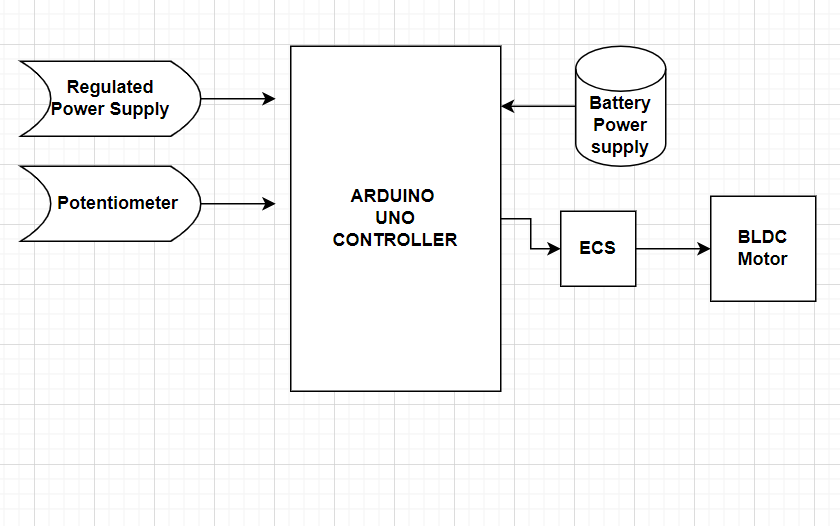 Regulated
Power Supply
Potentiometer
ARDUINO
UNO
CONTROLLER
Battery
Power
supply
ECS
BLDC
Motor